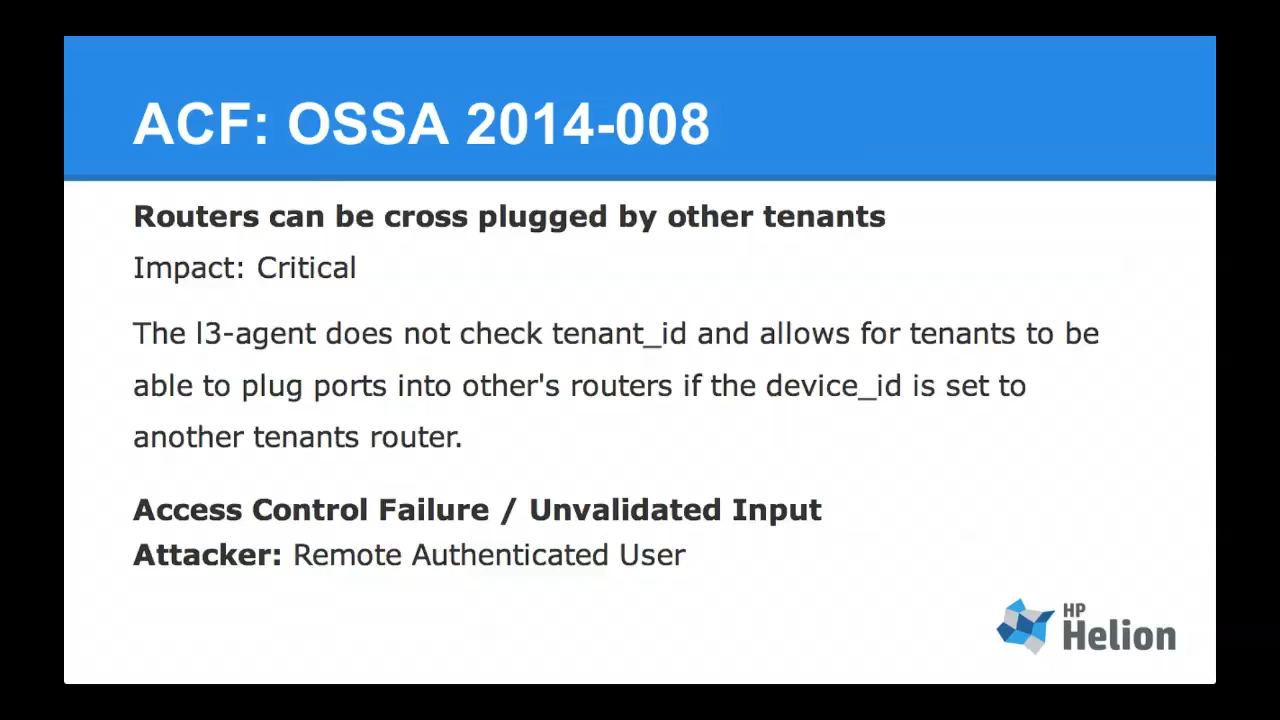 ACF: OSSA 2014-008
Routers can be cross plugged by other tenants
Impact: Critical
The l3-agent does not check tenant_id and allows for tenants to be
able to plug ports into other's routers if the device_id is set to
another tenants router.
Access Control Failure / Unvalidated Input
Attacker: Remote Authenticated User
HP
Helion